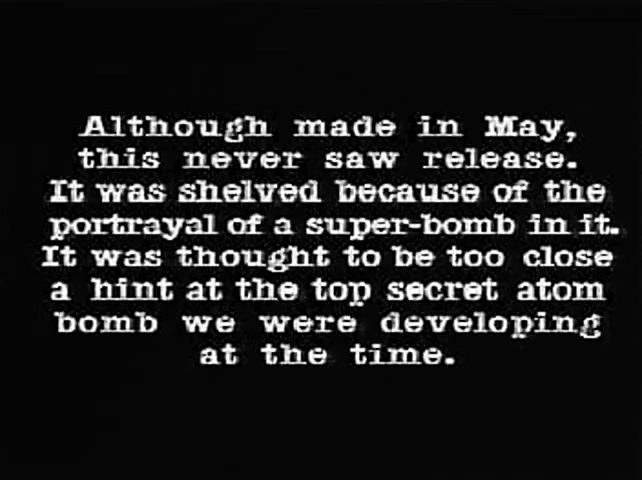 Although made in May,
this never saw release.
It was shelved because of the
portrayal of a super-bomb in it.
It was thought to be too close
a hint at the top secret atom
bomb we were developing
at the time.